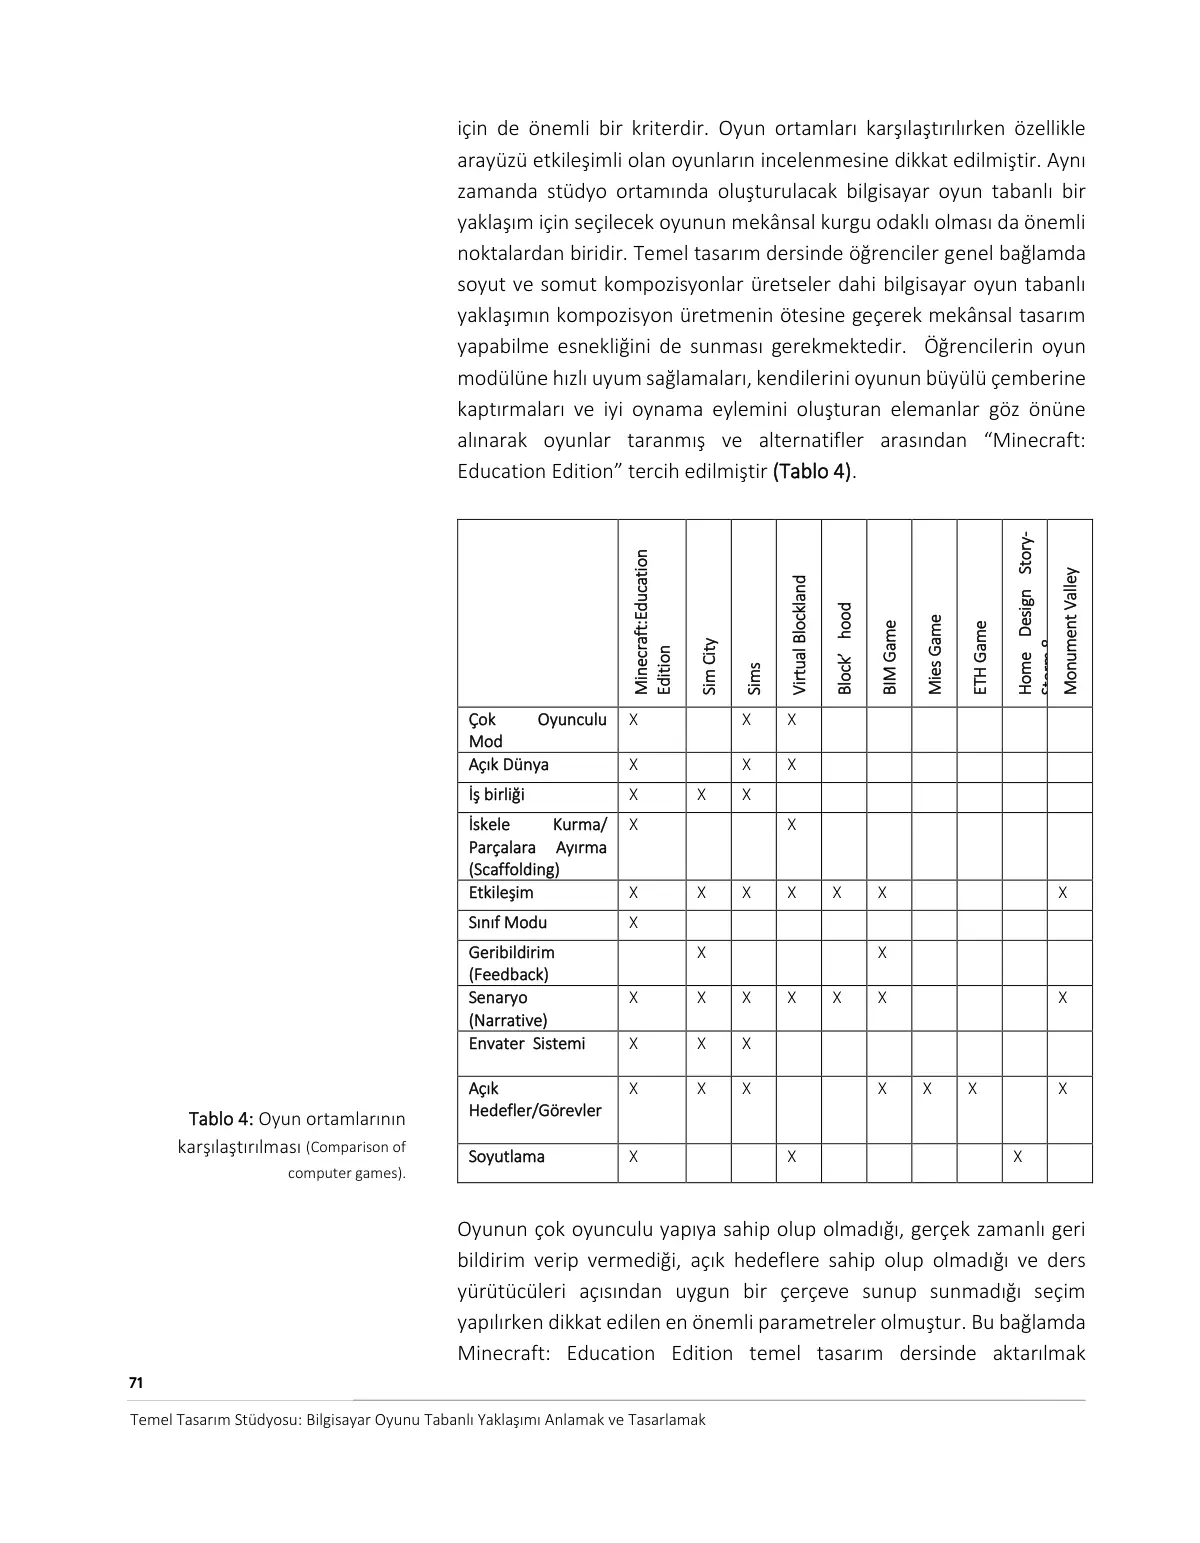 için de önemli bir kriterdir. Oyun ortamları karşılaştırılırken özellikle
arayüzü etkileşimli olan oyunların incelenmesine dikkat edilmiştir. Aynı
zamanda stüdyo ortamında oluşturulacak bilgisayar oyun tabanlı bir
yaklaşım için seçilecek oyunun mekânsal kurgu odaklı olması da önemli
noktalardan biridir. Temel tasarım dersinde öğrenciler genel bağlamda
soyut ve somut kompozisyonlar üretseler dahi bilgisayar oyun tabanlı
yaklaşımın kompozisyon üretmenin ötesine geçerek mekânsal tasarım
yapabilme esnekliğini de sunması gerekmektedir. Öğrencilerin oyun
modülüne hızlı uyum sağlamaları, kendilerini oyunun büyülü çemberine
kaptırmaları ve iyi oynama eylemini oluşturan elemanlar göz önüne
alınarak oyunlar taranmış ve alternatifler arasından “Minecraft:
Education Edition” tercih edilmiştir (Tablo 4).
Minecraft:Education
Edition
Sim City
Sims
Virtual Blockland
Block’ hood
BIM Game
Mies Game
ETH Game
Home Design Story-
Monument Valley
Çok Oyunculu X X X
Mod
Açık Dünya X X X
İş birliği X X X
İskele Kurma/ X X
Parçalara Ayırma
(Scaffolding)
Etkileşim X X X X X X X
Sınıf Modu X
Geribildirim X X
(Feedback)
Senaryo X X X X X X X
(Narrative)
Envater Sistemi X X X
Açık X X X X X X X
Hedefler/Görevler
Soyutlama X X X
Tablo 4: Oyun ortamlarının
karşılaştırılması (Comparison of
computer games).
Oyunun çok oyunculu yapıya sahip olup olmadığı, gerçek zamanlı geri
bildirim verip vermediği, açık hedeflere sahip olup olmadığı ve ders
yürütücüleri açısından uygun bir çerçeve sunup sunmadığı seçim
yapılırken dikkat edilen en önemli parametreler olmuştur. Bu bağlamda
Minecraft: Education Edition temel tasarım dersinde aktarılmak
71
Temel Tasarım Stüdyosu: Bilgisayar Oyunu Tabanlı Yaklaşımı Anlamak ve Tasarlamak